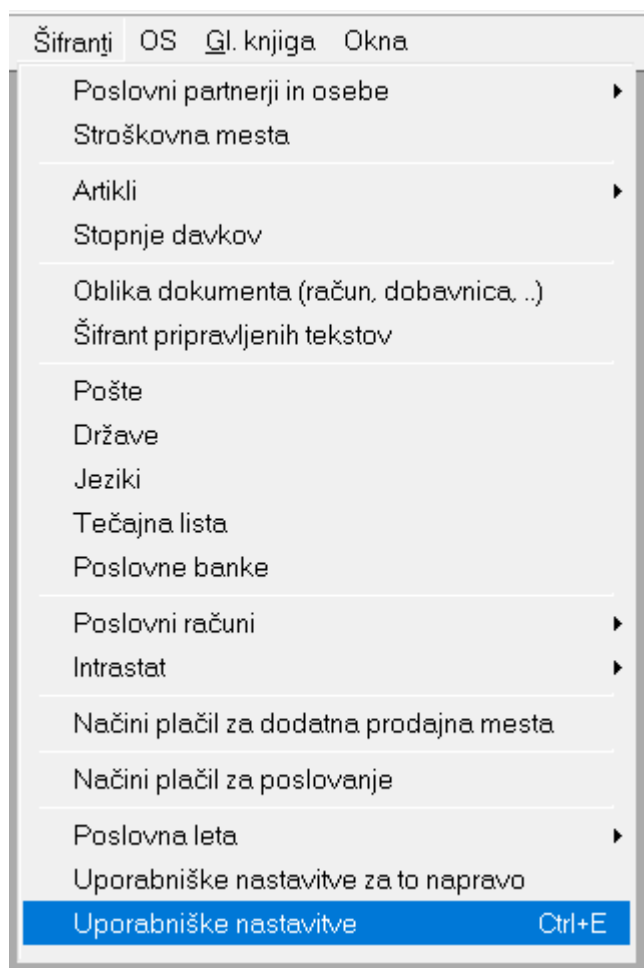 Šifranti OS Gl. knjiga Okna
Poslovni partnerji in osebe
Stroškovna mesta
Artikli
Stopnje davkov
Oblika dokumenta (račun, dobavnica, ..)
Šifrant pripravljenih tekstov
Pošte
Države
Jeziki
Tečajna lista
Poslovne banke
Poslovni računi
Intrastat
Načini plačil za dodatna prodajna mesta
Načini plačil za poslovanje
Poslovna leta
Uporabniške nastavitve za to napravo
Uporabniške nastavitve Ctrl+E